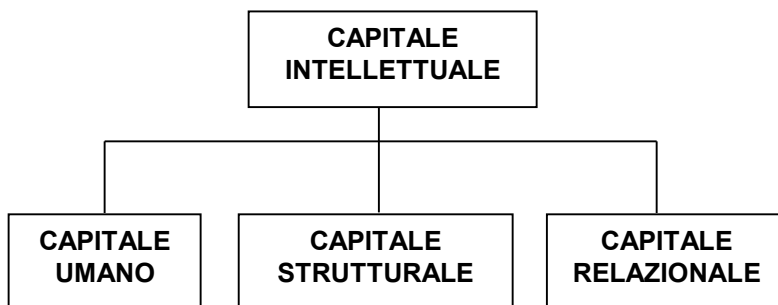 CAPITALE
INTELLETTUALE
CAPITALE
UMANO
CAPITALE
STRUTTURALE
CAPITALE
RELAZIONALE